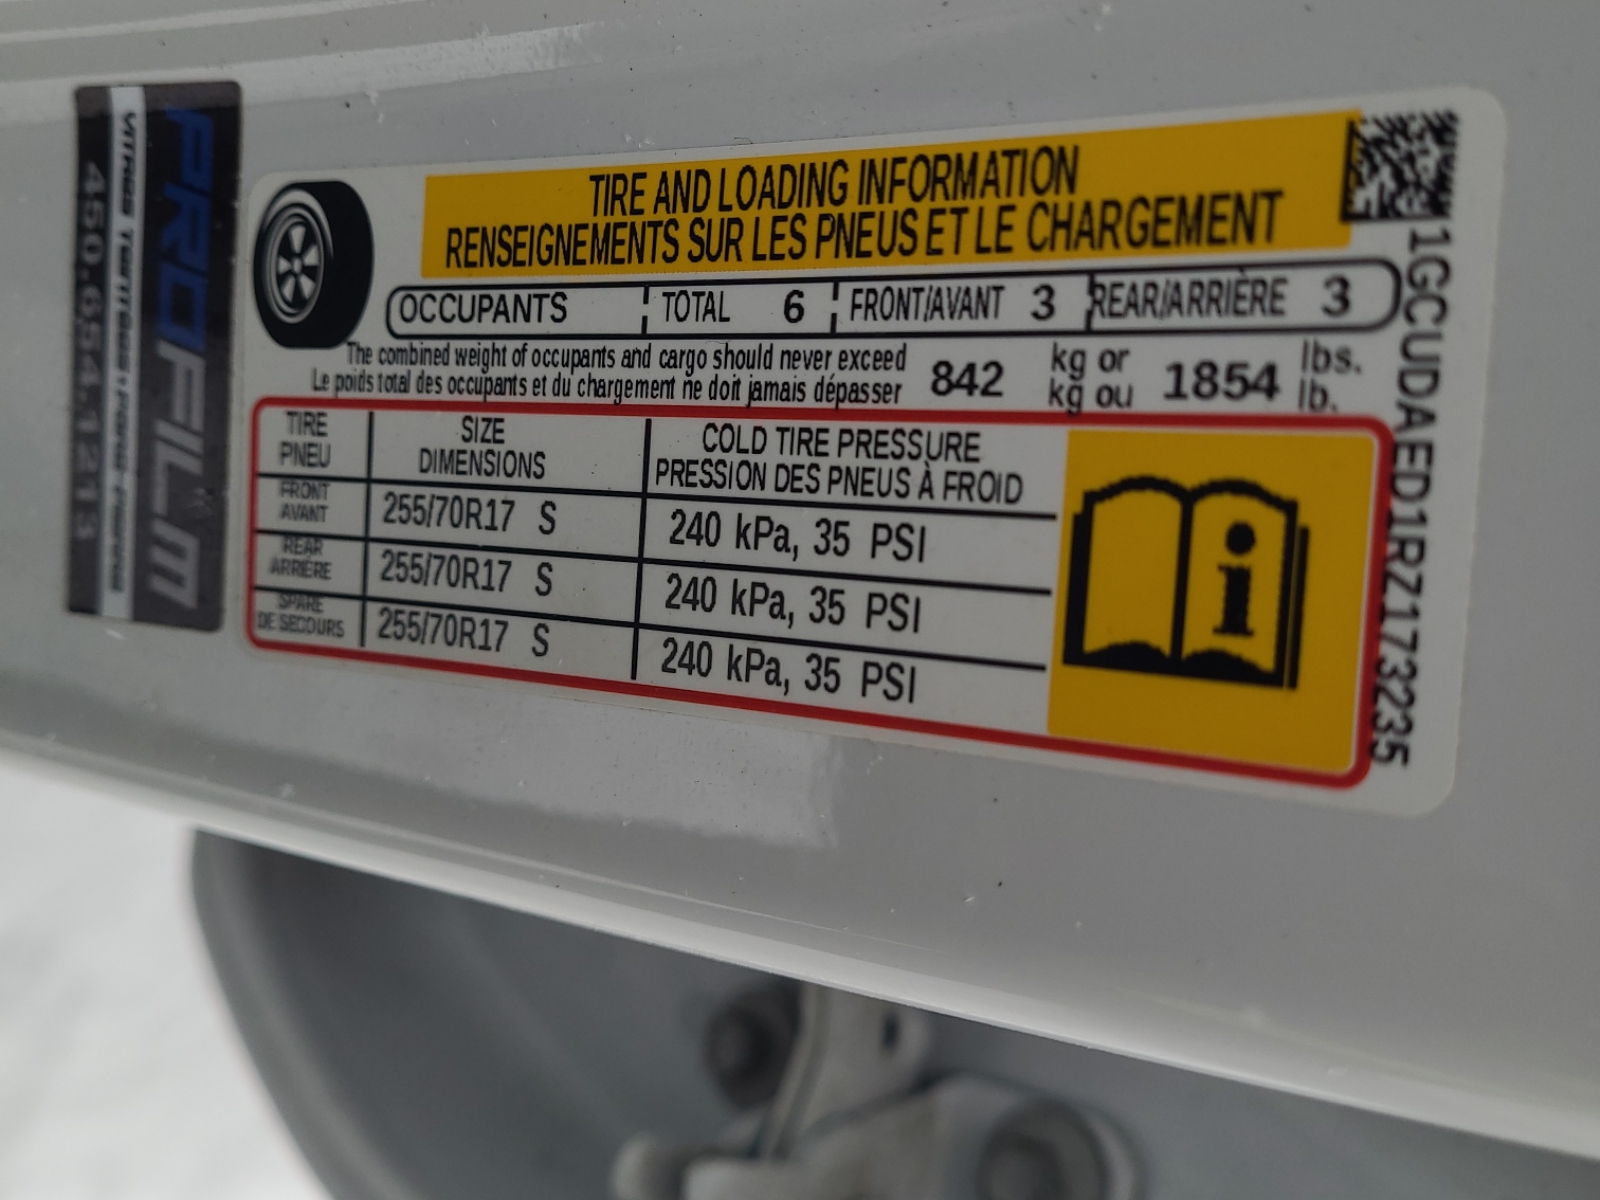 PROFILM
VITRES TEINTÉES • PARE-PIERRE
450.654.1213
TIRE AND LOADING INFORMATION
RENSEIGNEMENTS SUR LES PNEUS ET LE CHARGEMENT
OCCUPANTS TOTAL 6 FRONT/AVANT 3 REAR/ARRIÈRE 3
The combined weight of occupants and cargo should never exceed 842 kg or 1854 lbs.
Le poids total des occupants et du chargement ne doit jamais dépasser kg ou lb.
TIRE SIZE COLD TIRE PRESSURE
PNEU DIMENSIONS PRESSION DES PNEUS À FROID
FRONT
AVANT 255/70R17 S 240 kPa, 35 PSI
REAR
ARRIÈRE 255/70R17 S 240 kPa, 35 PSI
SPARE
DE SECOURS 255/70R17 S 240 kPa, 35 PSI
1GCUDAED1RZ173235